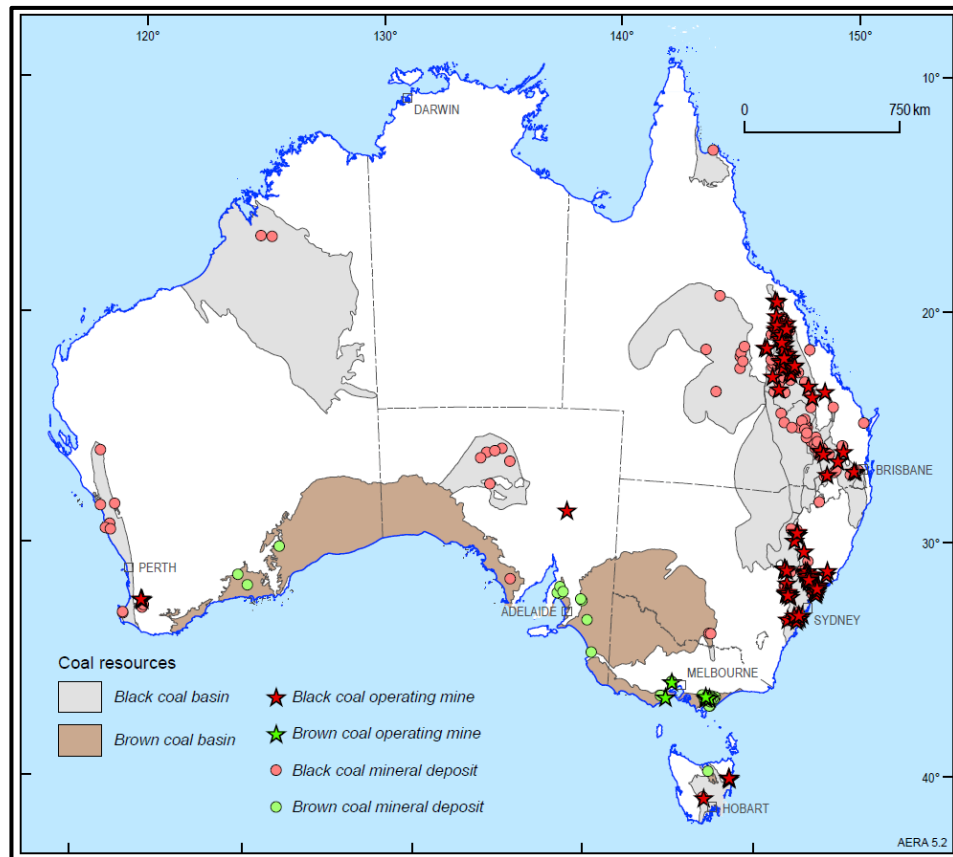 120° 130° 140° 150°
10°
DARWIN
0 750 km
20°
BRISBANE
30°
PERTH
ADELAIDE
SYDNEY
MELBOURNE
Coal resources
Black coal basin
Brown coal basin
Black coal operating mine
Brown coal operating mine
Black coal mineral deposit
Brown coal mineral deposit
40°
HOBART
AERA 5.2